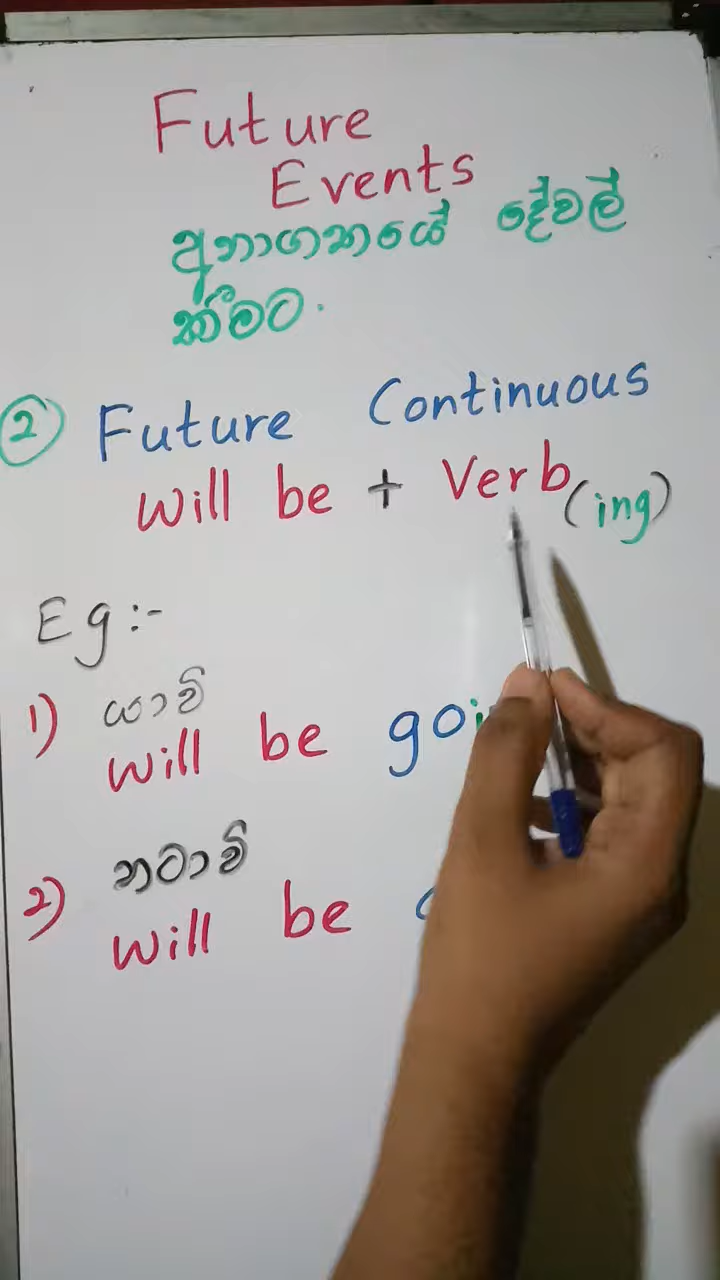 Future
Events
අනාගතයේ දේවල්
කීමට.
2 Future Continuous
Will be + Verb (ing)
Eg:-
1) යාවි
Will be
2) නටාවි
Will be